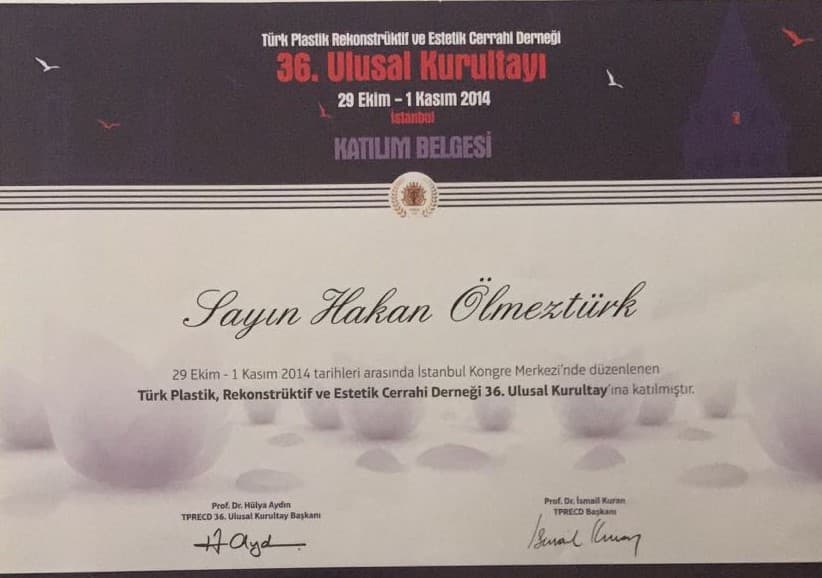 Türk Plastik Rekonstrüktif ve Estetik Cerrahi Derneği
36. Ulusal Kurultayı
29 Ekim – 1 Kasım 2014
İstanbul
KATILIM BELGESİ
Sayın Hakan Ölmeztürk
29 Ekim - 1 Kasım 2014 tarihleri arasında İstanbul Kongre Merkezi'nde düzenlenen
Türk Plastik, Rekonstrüktif ve Estetik Cerrahi Derneği 36. Ulusal Kurultay'ına katılmıştır.
Prof. Dr. Hülya Aydın
TPRECD 36. Ulusal Kurultay Başkanı
Prof. Dr. İsmail Kuran
TPRECD Başkanı